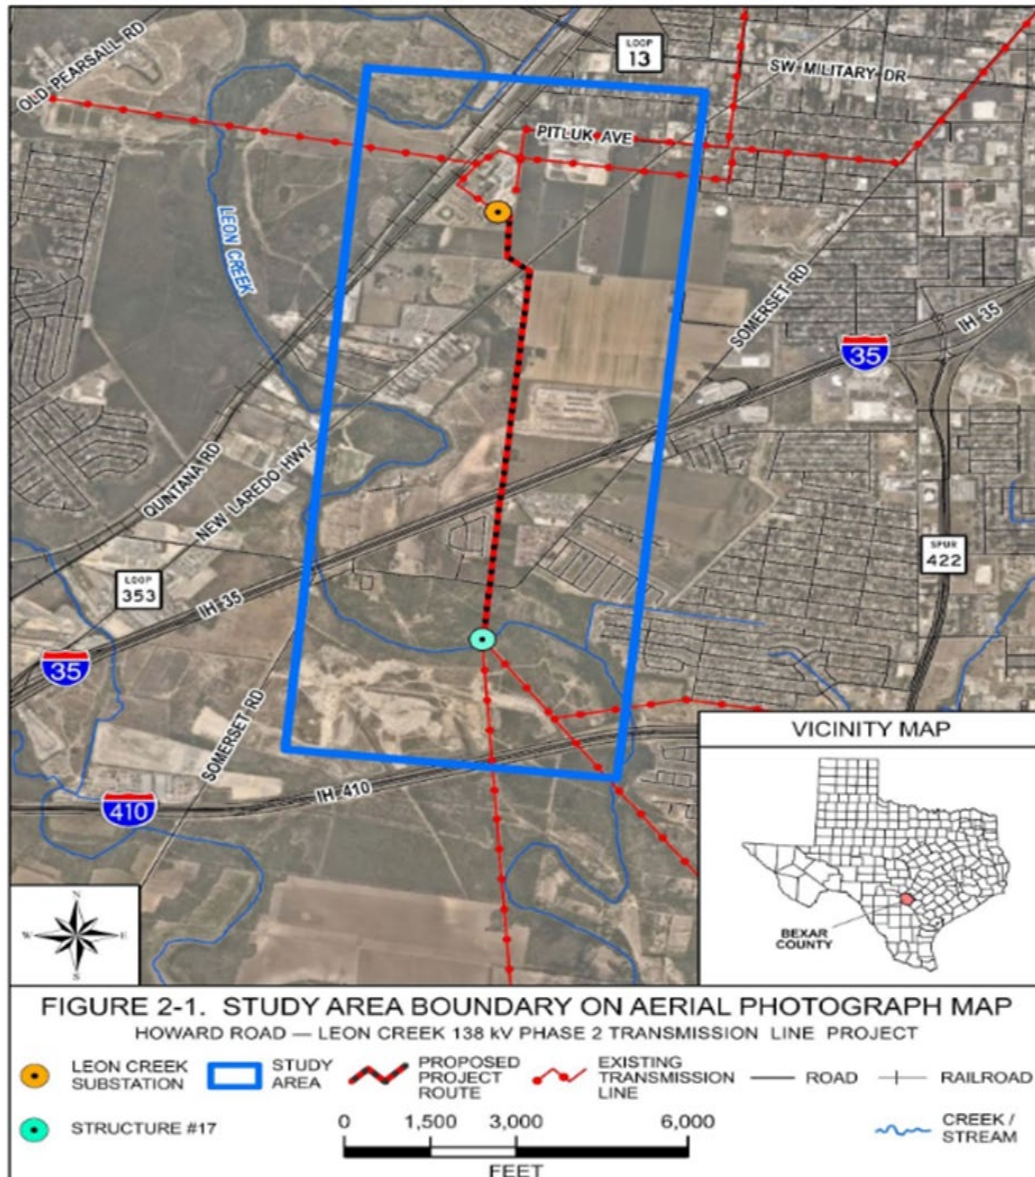 OLD PEARSALL RD
LOOP
13
SW MILITARY DR
PITLUK AVE
LEON CREEK
SOMERSET RD
IH 35
35
QUINTANA RD
NEW LAREDO HWY
SPUR
422
LOOP
353
IH 35
35
SOMERSET RD
IH 410
410
VICINITY MAP
BEXAR
COUNTY
N
W
E
S
FIGURE 2-1. STUDY AREA BOUNDARY ON AERIAL PHOTOGRAPH MAP
HOWARD ROAD — LEON CREEK 138 kV PHASE 2 TRANSMISSION LINE PROJECT
LEON CREEK
SUBSTATION
STUDY
AREA
PROPOSED
PROJECT
ROUTE
EXISTING
TRANSMISSION
LINE
ROAD
RAILROAD
STRUCTURE #17
0
1,500
3,000
6,000
FEET
CREEK /
STREAM